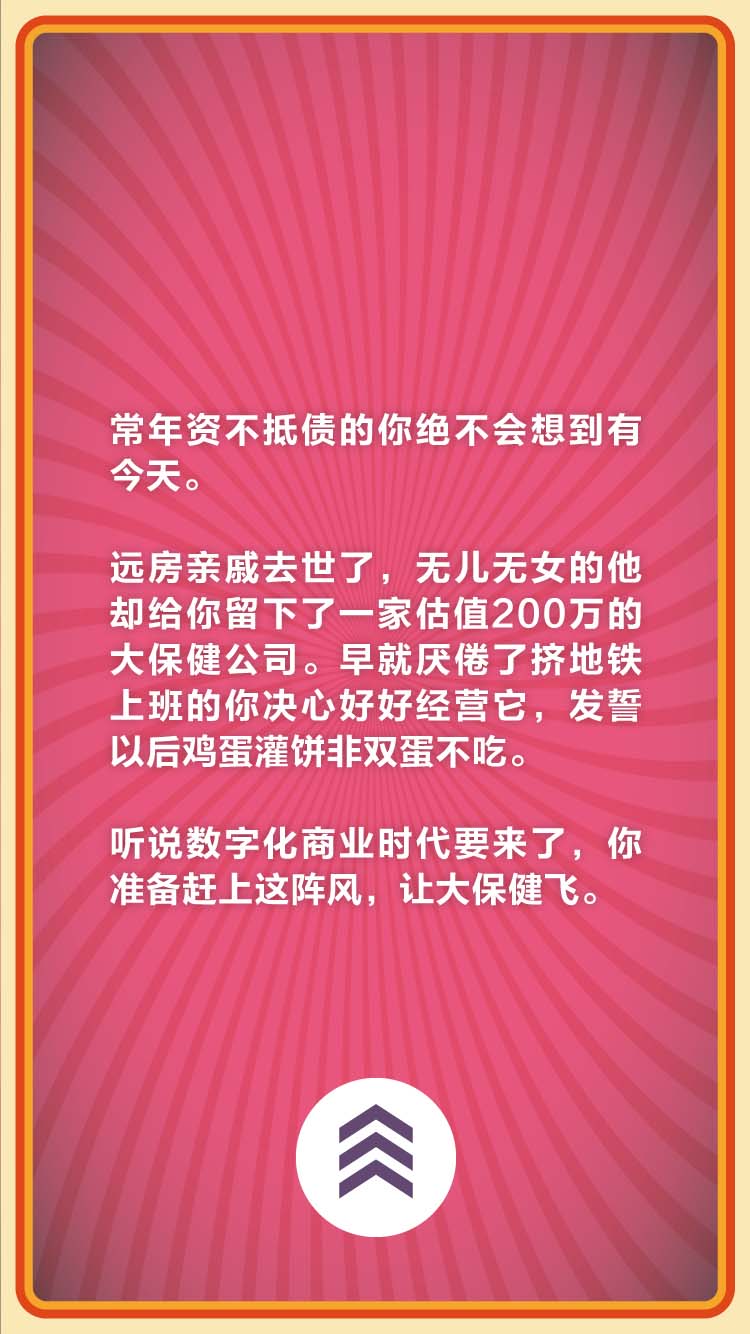 常年资不抵债的你绝不会想到有
今天。
远房亲戚去世了，无儿无女的他
却给你留下了一家估值200万的
大保健公司。早就厌倦了挤地铁
上班的你决心好好经营它，发誓
以后鸡蛋灌饼非双蛋不吃。
听说数字化商业时代要来了，你
准备赶上这阵风，让大保健飞。